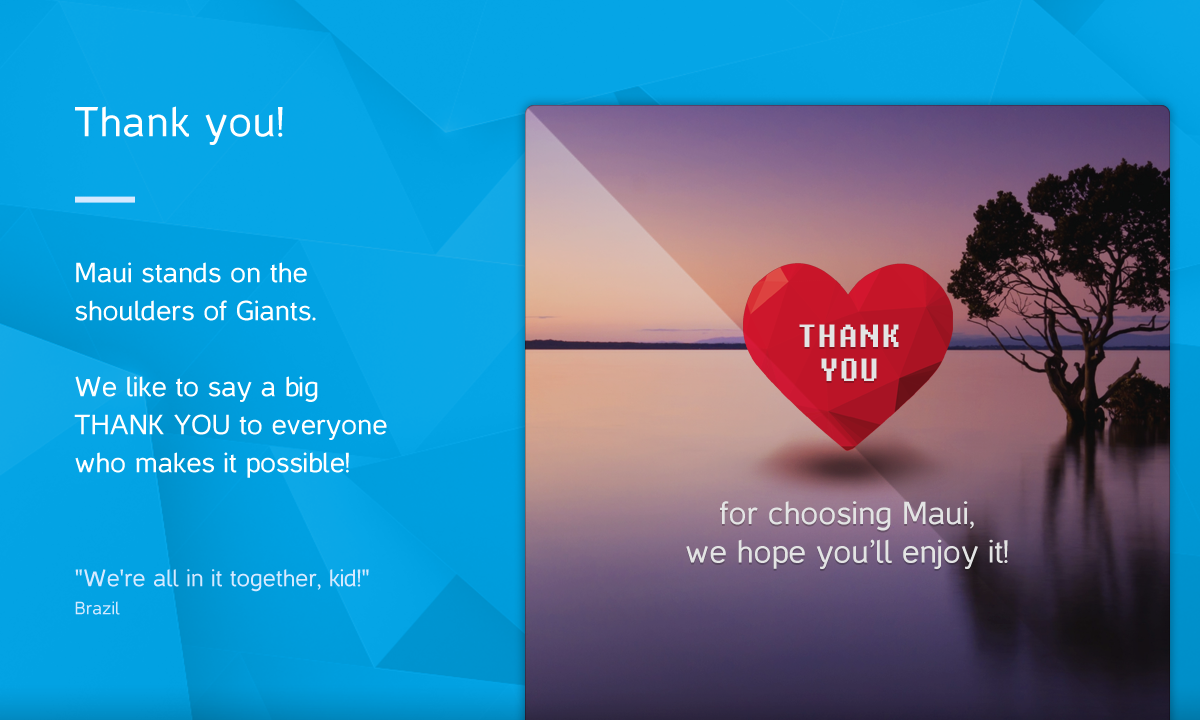 Thank you!
Maui stands on the
shoulders of Giants.
We like to say a big
THANK YOU to everyone
who makes it possible!
"We're all in it together, kid!"
Brazil
THANK
YOU
for choosing Maui,
we hope you’ll enjoy it!